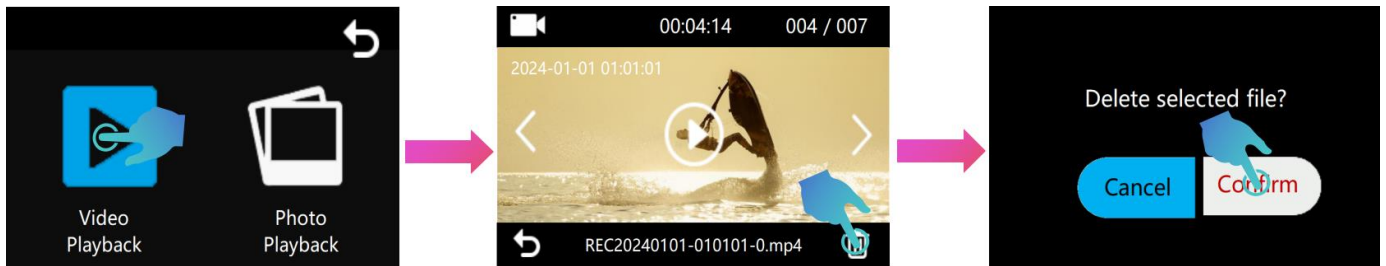 Video
Playback
Photo
Playback
00:04:14 004 / 007
2024-01-01 01:01:01
REC20240101-010101-0.mp4
Delete selected file?
Cancel Confirm